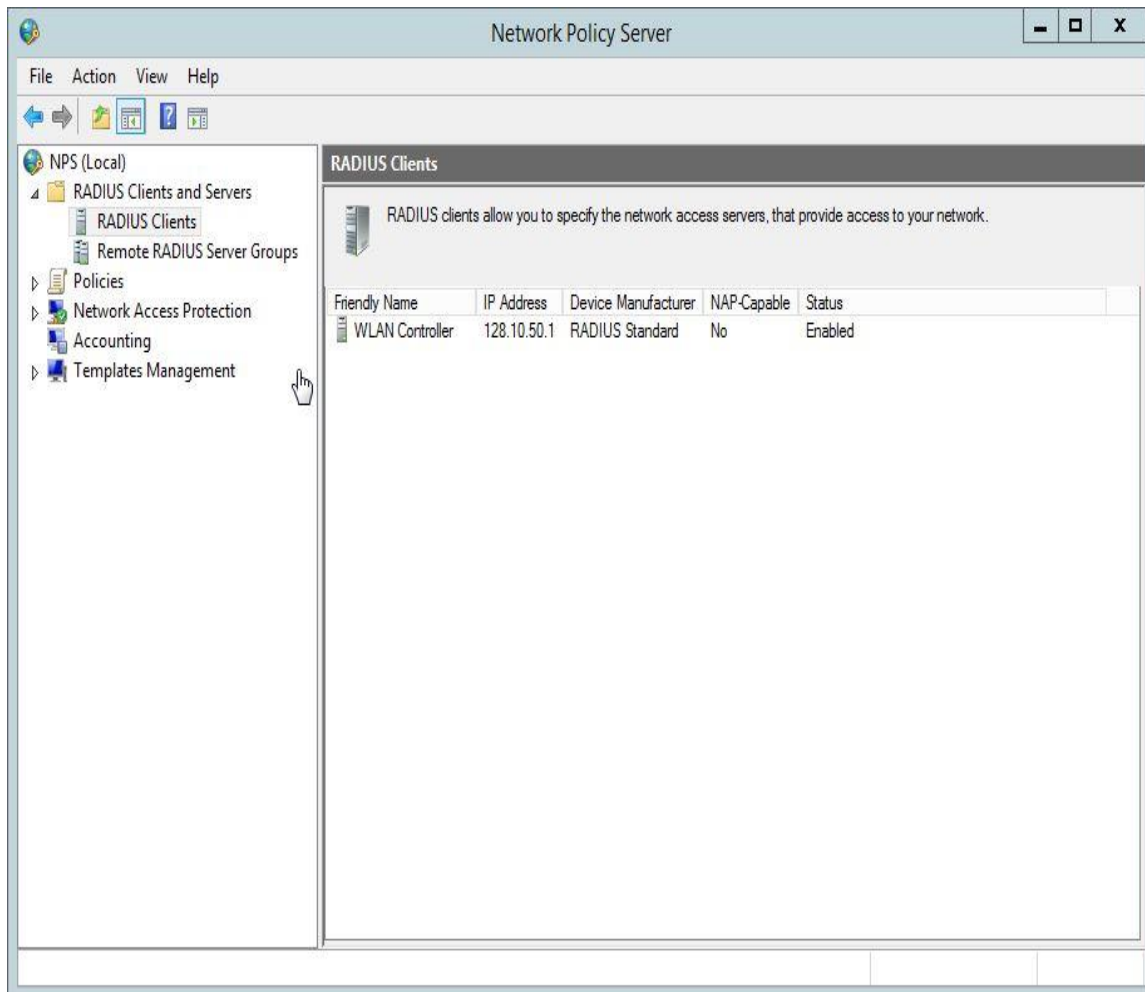 Network Policy Server
File Action View Help
NPS (Local)
RADIUS Clients and Servers
RADIUS Clients
Remote RADIUS Server Groups
Policies
Network Access Protection
Accounting
Templates Management
RADIUS Clients
RADIUS clients allow you to specify the network access servers, that provide access to your network.
Friendly Name IP Address Device Manufacturer NAP-Capable Status
WLAN Controller 128.10.50.1 RADIUS Standard No Enabled